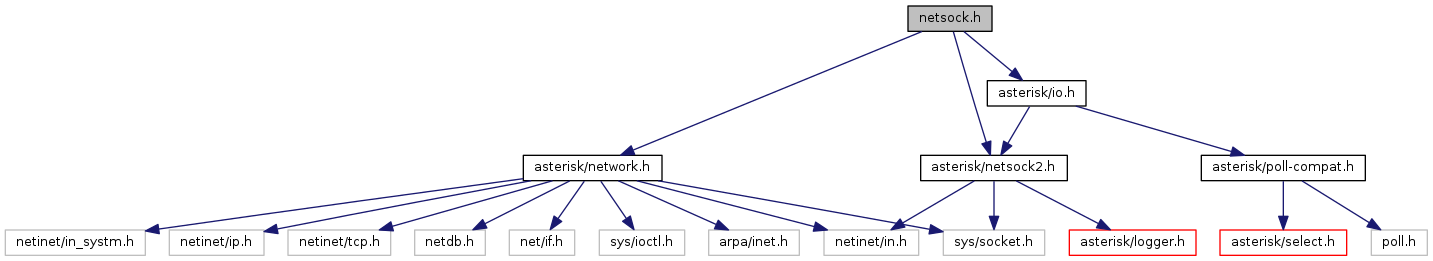 netsock.h
asterisk/io.h
asterisk/network.h
asterisk/netsock2.h
asterisk/poll-compat.h
netinet/in_systm.h
netinet/ip.h
netinet/tcp.h
netdb.h
net/if.h
sys/ioctl.h
arpa/inet.h
netinet/in.h
sys/socket.h
asterisk/logger.h
asterisk/select.h
poll.h